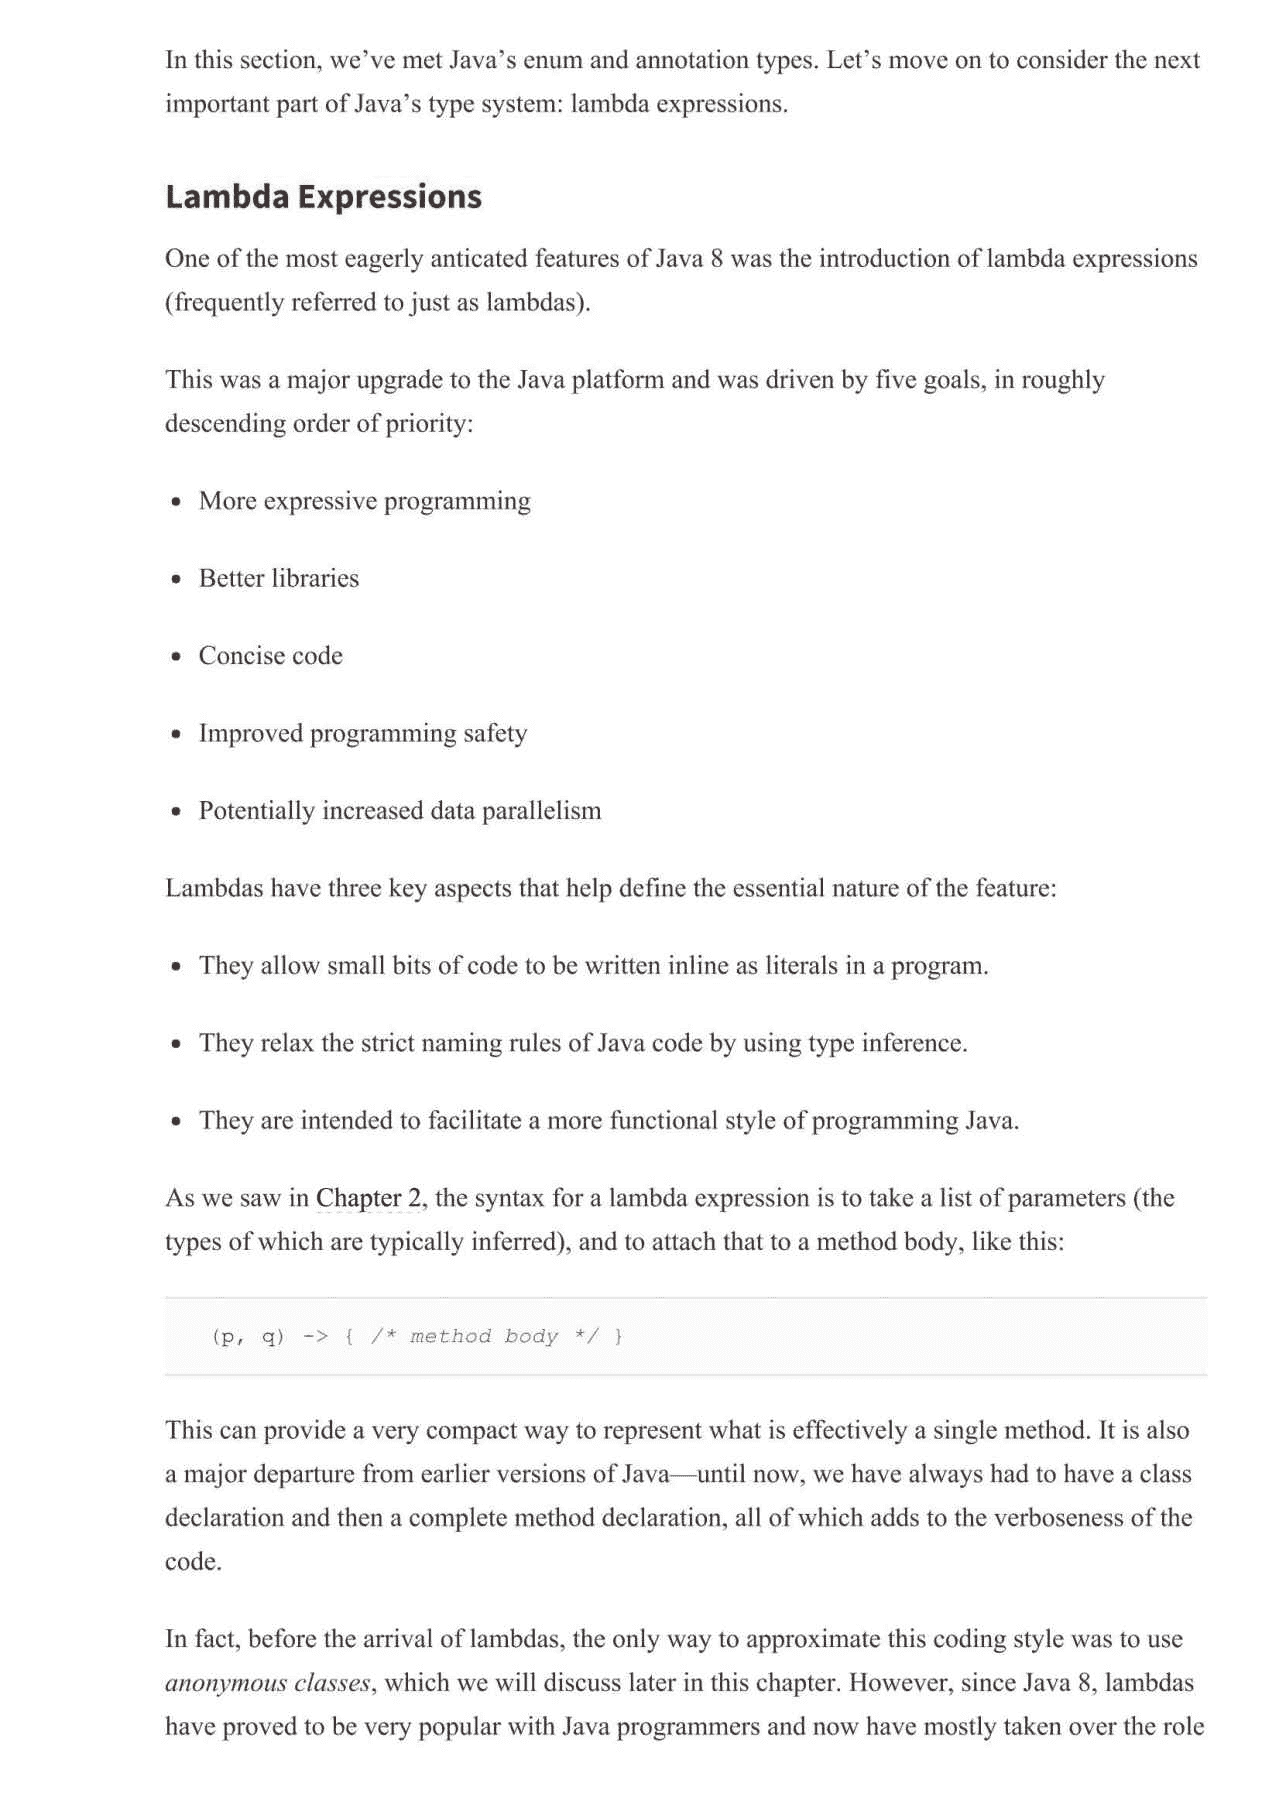 In this section, we’ve met Java’s enum and annotation types. Let’s move on to consider the next
important part of Java’s type system: lambda expressions.
Lambda Expressions
One of the most eagerly anticated features of Java 8 was the introduction of lambda expressions
(frequently referred to just as lambdas).
This was a major upgrade to the Java platform and was driven by five goals, in roughly
descending order of priority:
• More expressive programming
• Better libraries
• Concise code
• Improved programming safety
• Potentially increased data parallelism
Lambdas have three key aspects that help define the essential nature of the feature:
• They allow small bits of code to be written inline as literals in a program.
• They relax the strict naming rules of Java code by using type inference.
• They are intended to facilitate a more functional style of programming Java.
As we saw in Chapter 2, the syntax for a lambda expression is to take a list of parameters (the
types of which are typically inferred), and to attach that to a method body, like this:
(p, q) -> { /* method body */ }
This can provide a very compact way to represent what is effectively a single method. It is also
a major departure from earlier versions of Java—until now, we have always had to have a class
declaration and then a complete method declaration, all of which adds to the verboseness of the
code.
In fact, before the arrival of lambdas, the only way to approximate this coding style was to use
anonymous classes, which we will discuss later in this chapter. However, since Java 8, lambdas
have proved to be very popular with Java programmers and now have mostly taken over the role